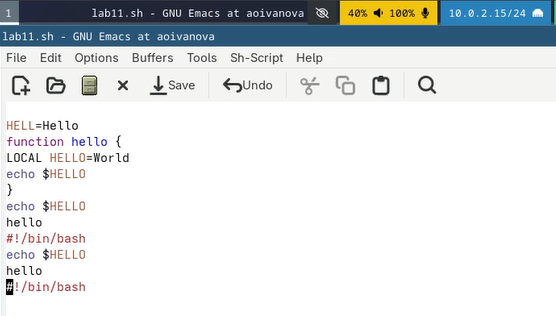 1 lab11.sh - GNU Emacs at aoivanova 40% 100% 10.0.2.15/24
lab11.sh - GNU Emacs at aoivanova
File Edit Options Buffers Tools Sh-Script Help
Save Undo
HELL=Hello
function hello {
LOCAL HELLO=World
echo $HELLO
}
echo $HELLO
hello
#!/bin/bash
echo $HELLO
hello
#!/bin/bash